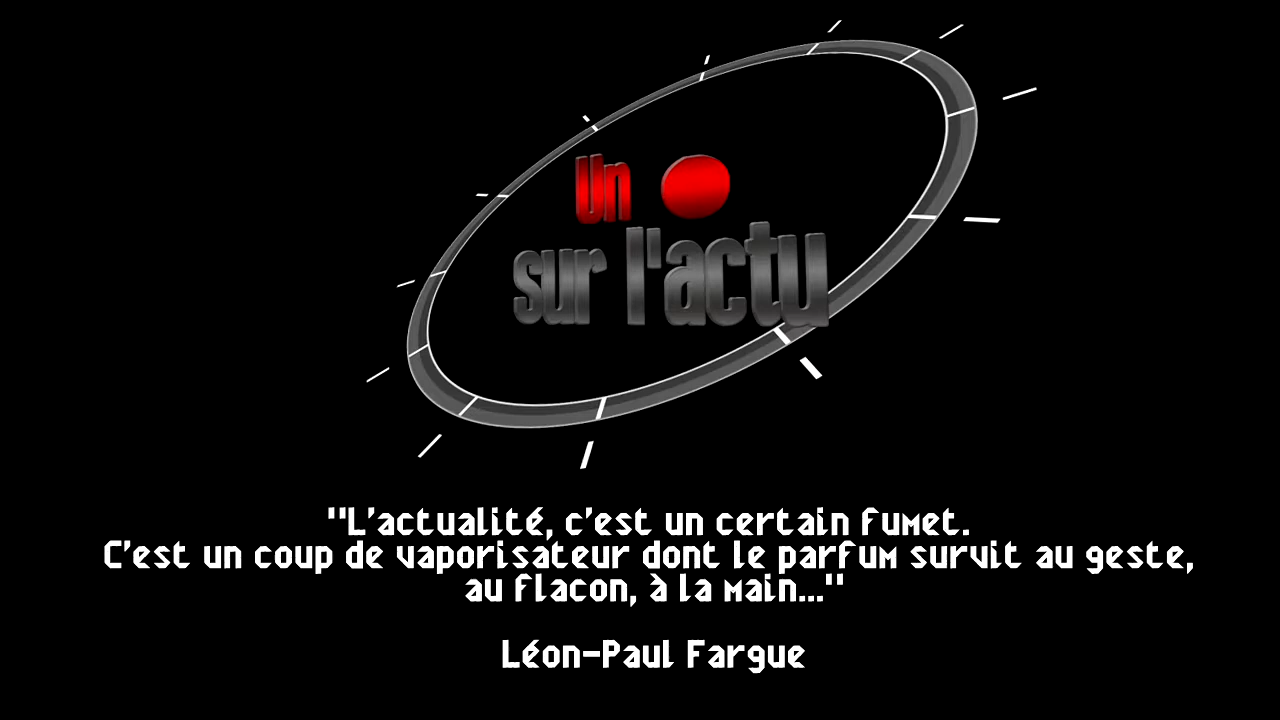 Un
sur l'actu
"L'actualité, c'est un certain fumet.
C'est un coup de vaporisateur dont le parfum survit au geste,
au flacon, à la main..."
Léon-Paul Fargue